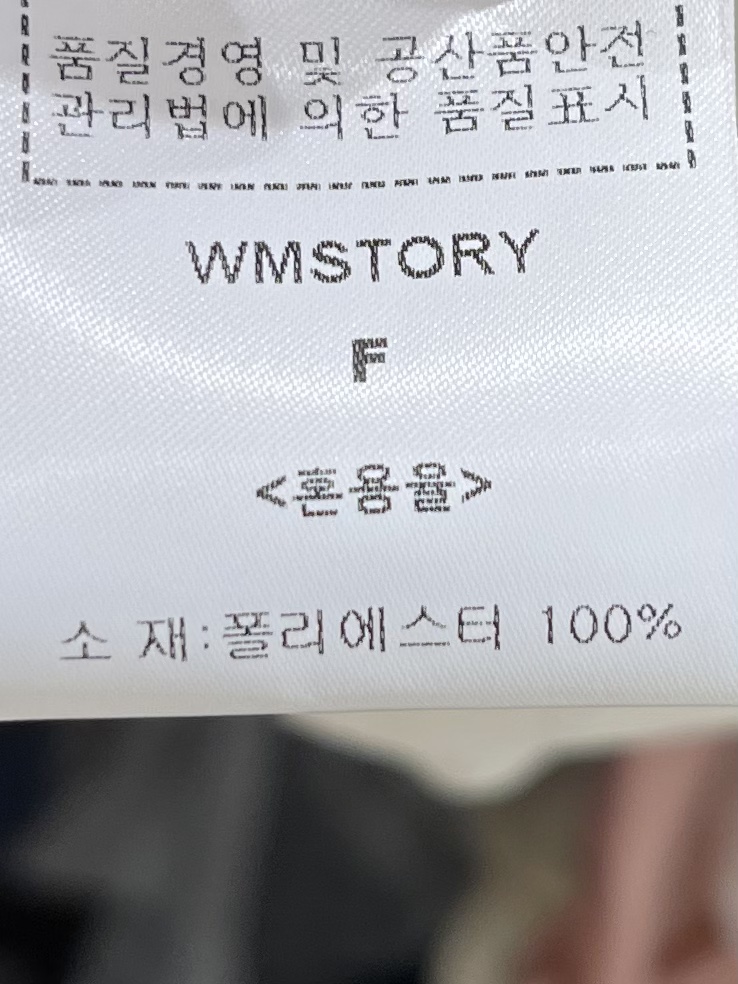 품질경영 및 공산품안전
관리법에 의한 품질표시
WMSTORY
F
<혼용율>
소 재:폴리에스터 100%